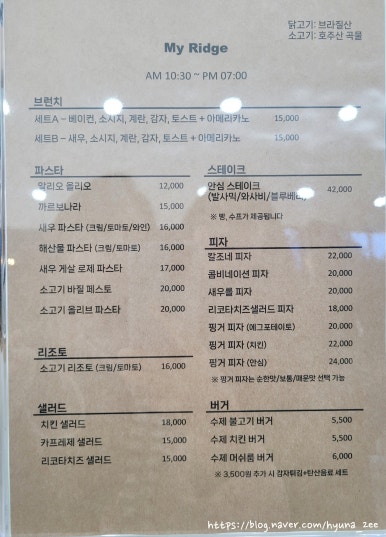 닭고기: 브라질산
소고기: 호주산 곡물
My Ridge
AM 10:30 ~ PM 07:00
브런치
세트A – 베이컨, 소시지, 계란, 감자, 토스트 + 아메리카노 15,000
세트B – 새우, 소시지, 계란, 감자, 토스트 + 아메리카노 15,000
파스타
알리오 올리오 12,000
까르보나라 15,000
새우 파스타 (크림/토마토/와인) 16,000
해산물 파스타 (크림/토마토) 16,000
새우 게살 로제 파스타 17,000
소고기 바질 페스토 20,000
소고기 올리브 파스타 20,000
리조토
소고기 리조토 (크림/토마토) 16,000
샐러드
치킨 샐러드 18,000
카프레제 샐러드 15,000
리코타치즈 샐러드 15,000
스테이크
안심 스테이크 42,000
(발사믹/와사비/블루베리)
※ 빵, 수프가 제공됩니다
피자
칼조네 피자 22,000
콤비네이션 피자 20,000
새우롤 피자 20,000
리코타치즈샐러드 피자 18,000
핑거 피자 (에그포테이토) 20,000
핑거 피자 (치킨) 22,000
핑거 피자 (안심) 24,000
※ 핑거 피자는 순한맛/보통/매운맛 선택 가능
버거
수제 불고기 버거 5,500
수제 치킨 버거 5,500
수제 머쉬룸 버거 6,000
※ 3,500원 추가 시 감자튀김+탄산음료 세트
https://blog.naver.com/hyuna_zee